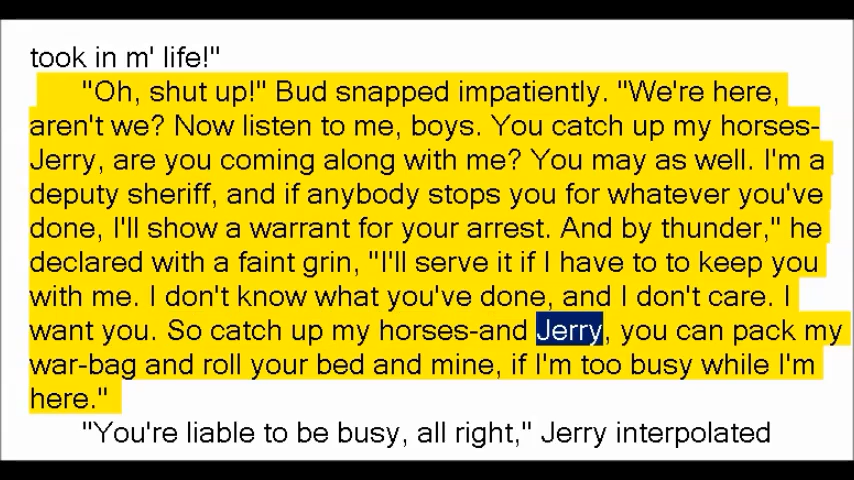 took in m' life!"
"Oh, shut up!" Bud snapped impatiently. "We're here,
aren't we? Now listen to me, boys. You catch up my horses-
Jerry, are you coming along with me? You may as well. I'm a
deputy sheriff, and if anybody stops you for whatever you've
done, I'll show a warrant for your arrest. And by thunder," he
declared with a faint grin, "I'll serve it if I have to to keep you
with me. I don't know what you've done, and I don't care. I
want you. So catch up my horses-and Jerry, you can pack my
war-bag and roll your bed and mine, if I'm too busy while I'm
here."
"You're liable to be busy, all right," Jerry interpolated